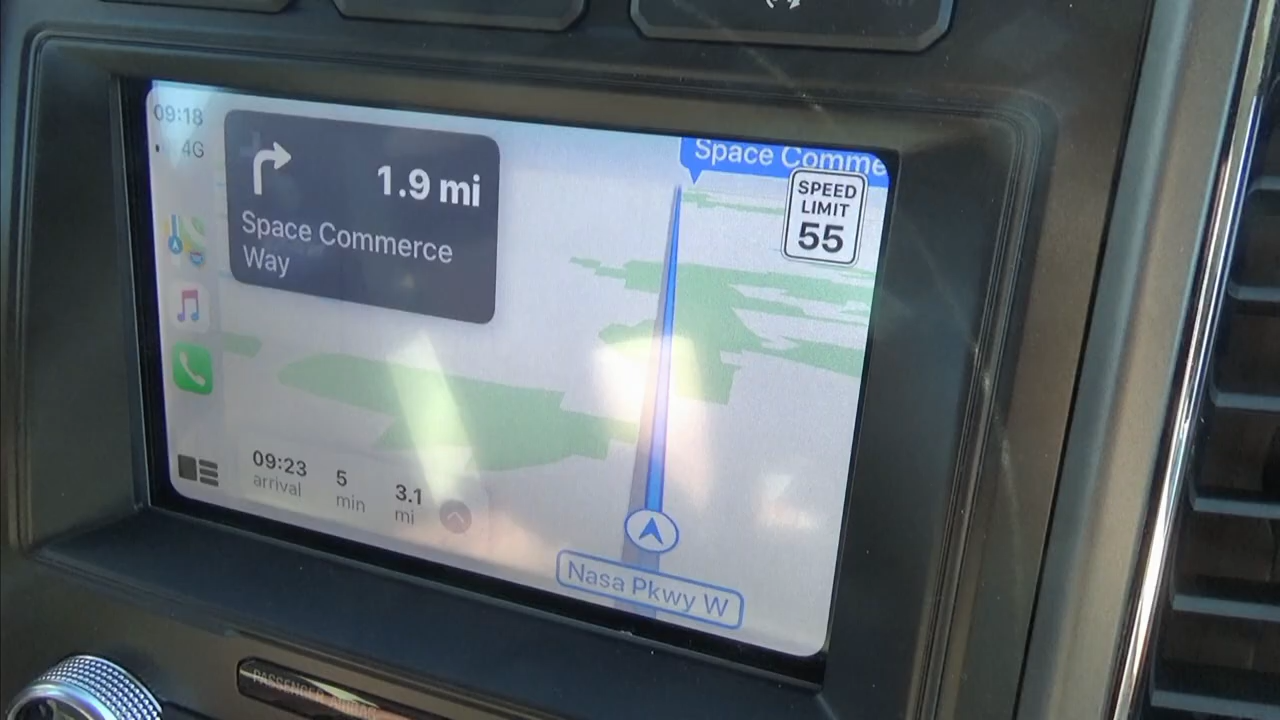 09:18
4G
1.9 mi
Space Commerce
Way
Space Comme
SPEED
LIMIT
55
09:23
arrival
5
min
3.1
mi
Nasa Pkwy W
PASSENGER